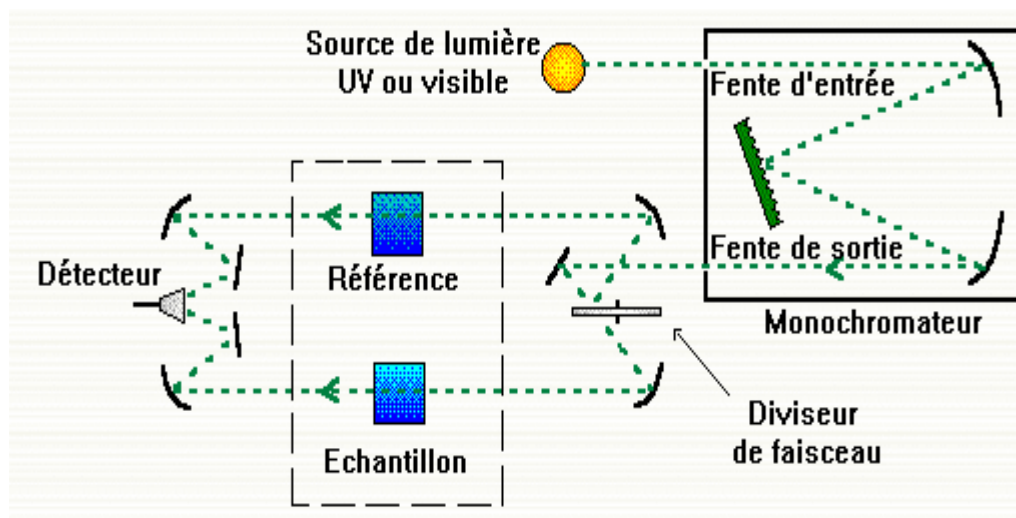 Source de lumière
UV ou visible
Fente d'entrée
Fente de sortie
Monochromateur
Détecteur
Référence
Echantillon
Diviseur
de faisceau